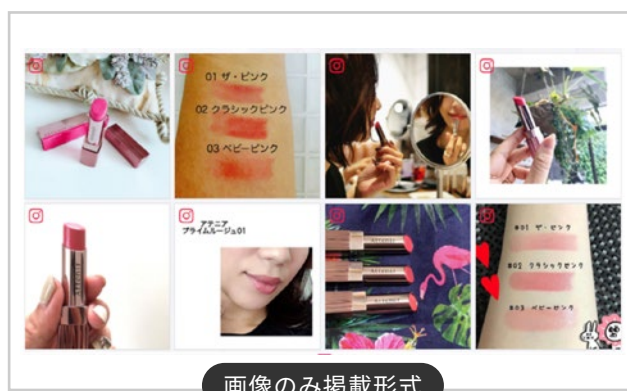 01 ザ・ピンク
02 クラシックピンク
03 ベビーピンク
アテニア
プライムルージュ01
#01 ザ・ピンク
#02 クラシックピンク
#03 ベビーピンク
画像のみ掲載形式